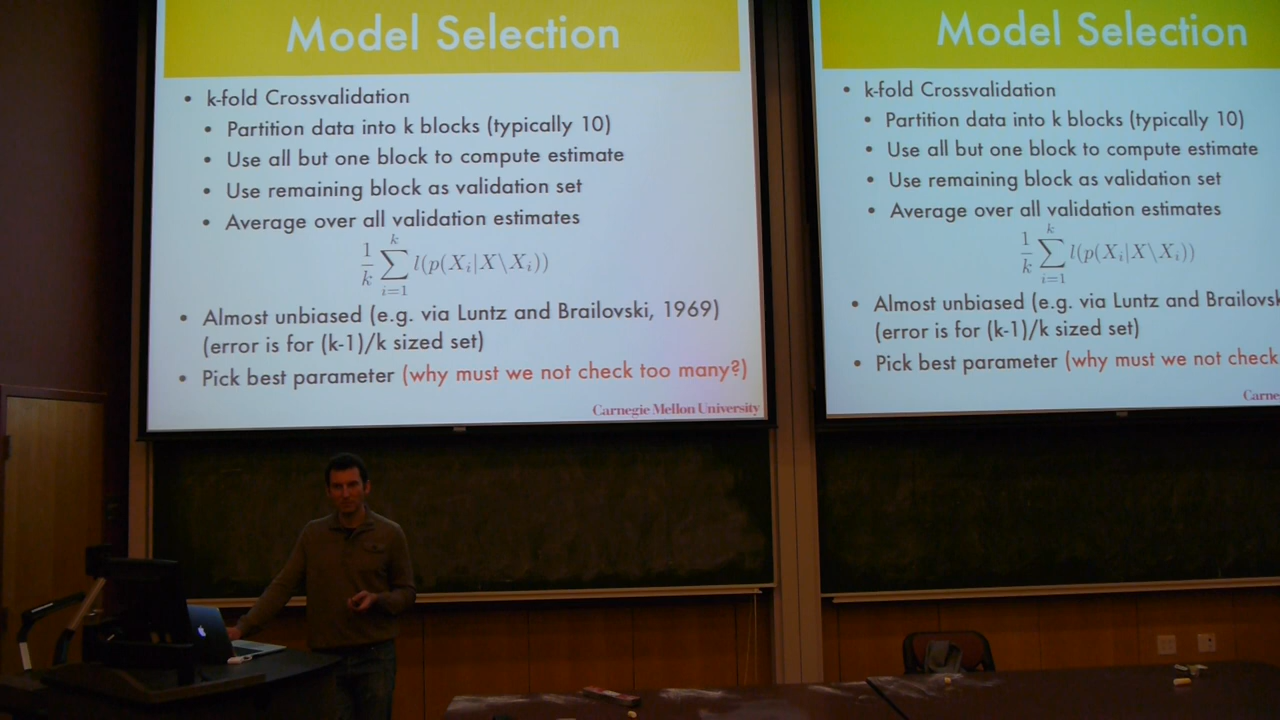 Model Selection
• k-fold Crossvalidation
• Partition data into k blocks (typically 10)
• Use all but one block to compute estimate
• Use remaining block as validation set
• Average over all validation estimates
\frac{1}{k} \sum_{i=1}^{k} l(p(X_i|X\backslash X_i))
• Almost unbiased (e.g. via Luntz and Brailovski, 1969)
(error is for (k-1)/k sized set)
• Pick best parameter (why must we not check too many?)
Carnegie Mellon University
Model Selection
• k-fold Crossvalidation
• Partition data into k blocks (typically 10)
• Use all but one block to compute estimate
• Use remaining block as validation set
• Average over all validation estimates
\frac{1}{k} \sum_{i=1}^{k} l(p(X_i|X\backslash X_i))
• Almost unbiased (e.g. via Luntz and Brailovsk
(error is for (k-1)/k sized set)
• Pick best parameter (why must we not check
Carne